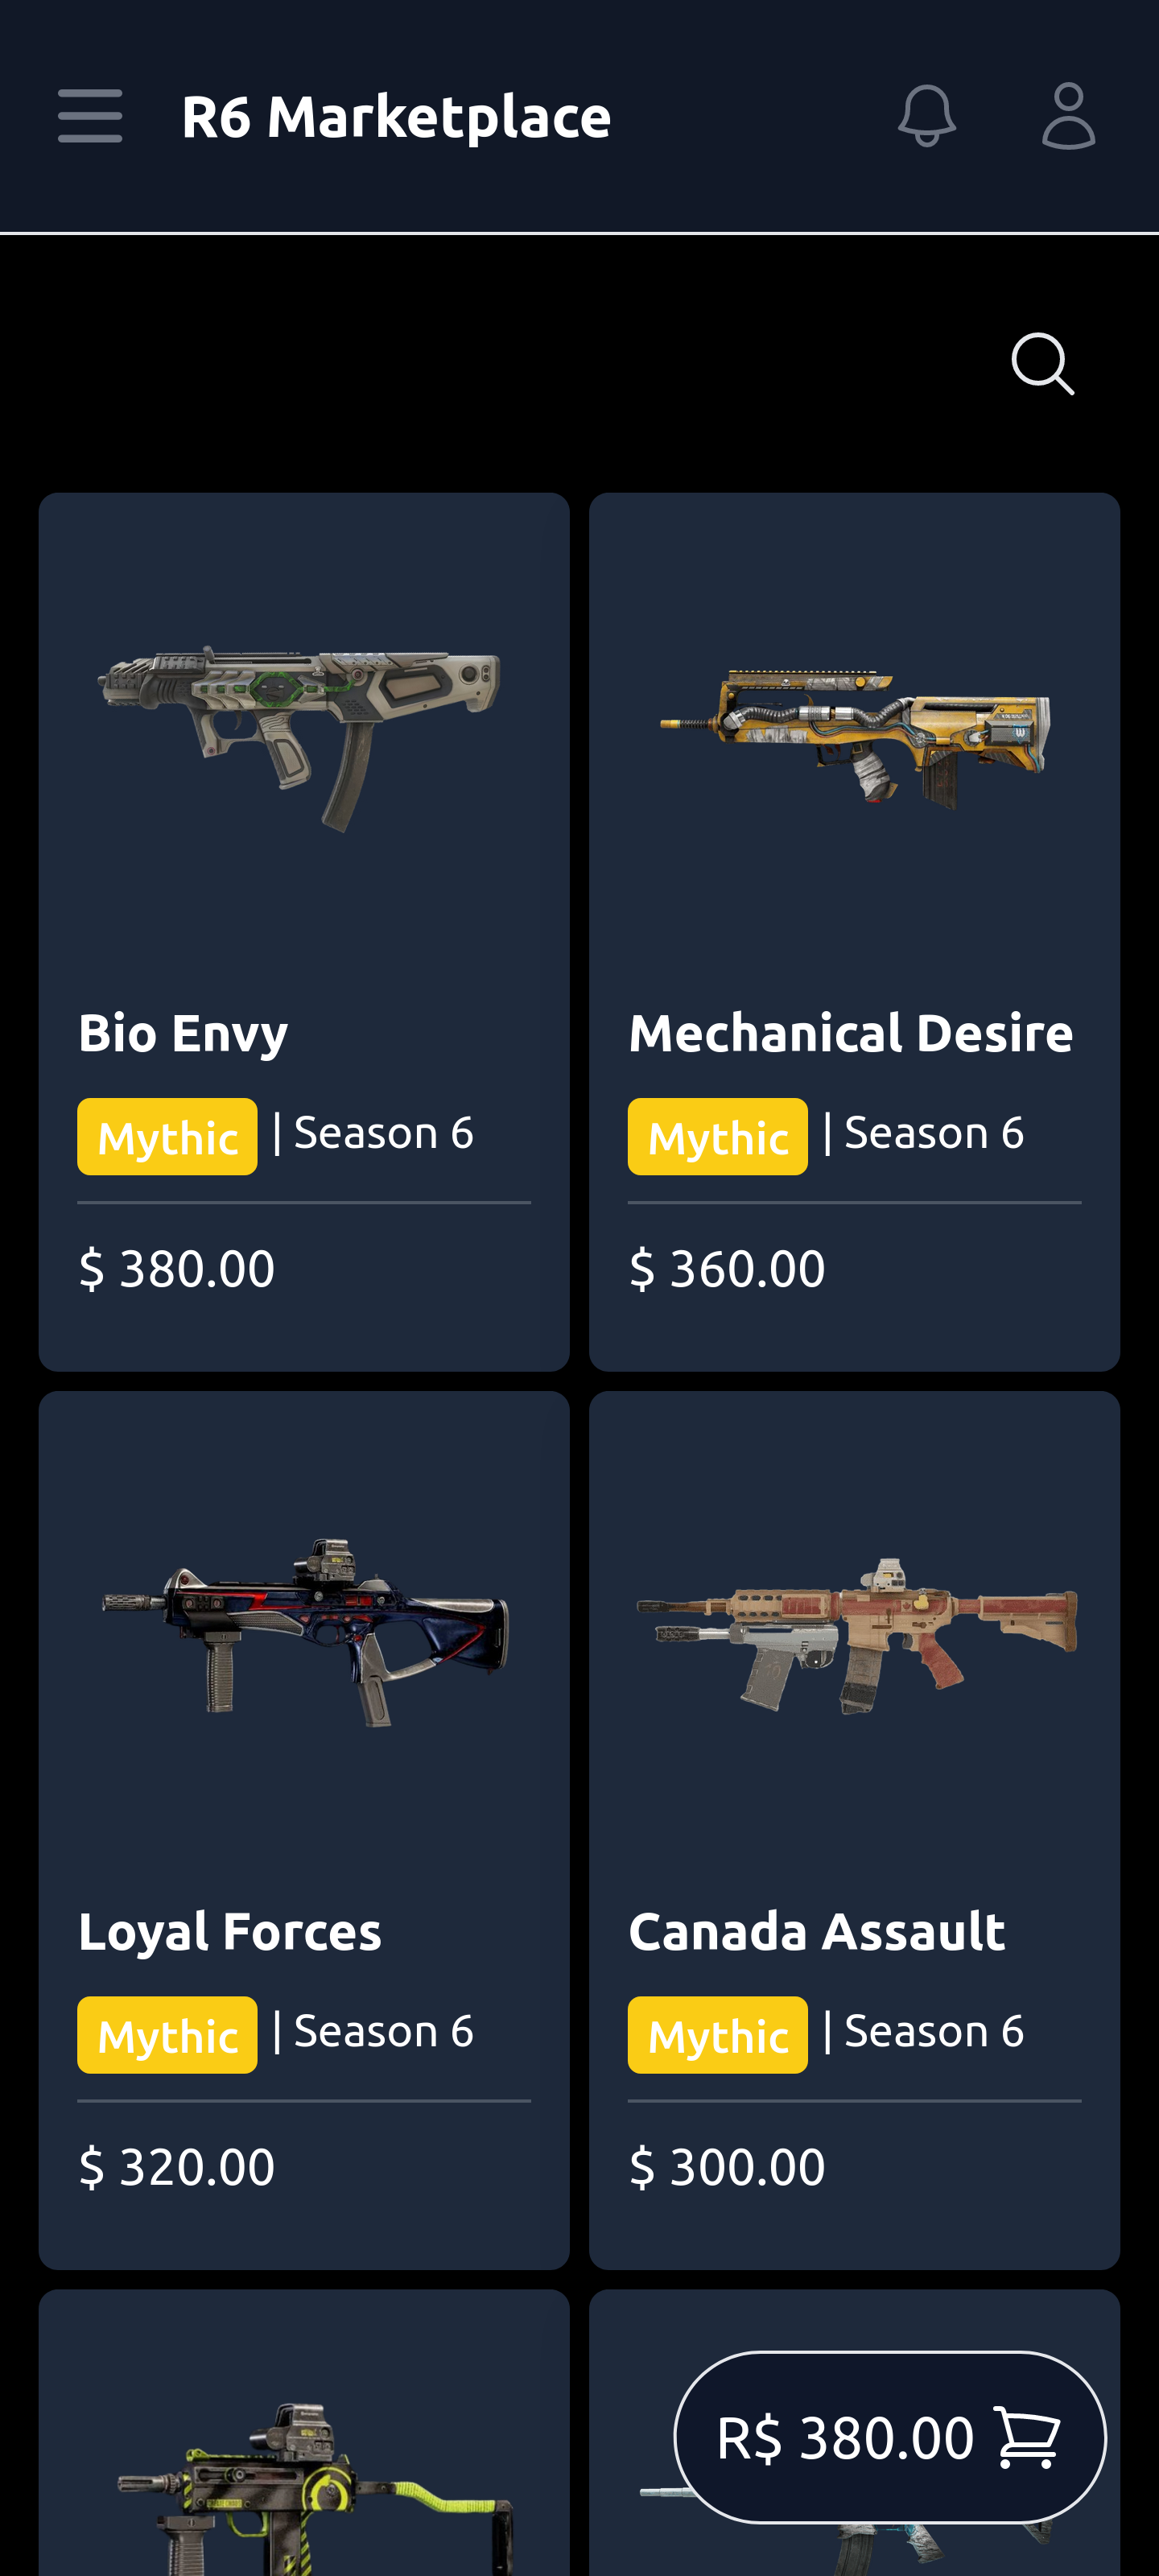 R6 Marketplace
Bio Envy
Mythic | Season 6
$ 380.00
Mechanical Desire
Mythic | Season 6
$ 360.00
Loyal Forces
Mythic | Season 6
$ 320.00
Canada Assault
Mythic | Season 6
$ 300.00
R$ 380.00